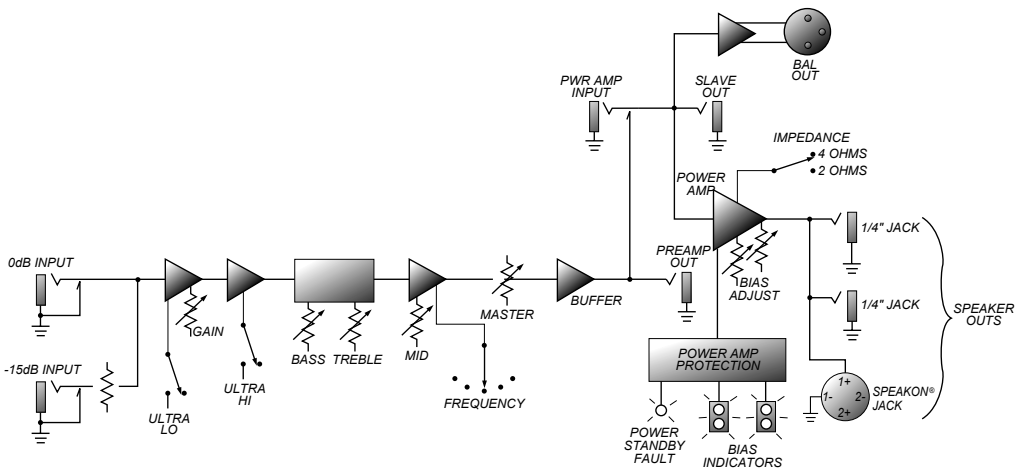 BAL
OUT
PWR AMP
INPUT
SLAVE
OUT
IMPEDANCE
4 OHMS
2 OHMS
POWER
AMP
1/4" JACK
0dB INPUT
PREAMP
OUT
BIAS
ADJUST
BUFFER
GAIN
MASTER
1/4" JACK
SPEAKER
OUTS
BASS
TREBLE
MID
-15dB INPUT
ULTRA
HI
FREQUENCY
POWER AMP
PROTECTION
1+
1-
2-
2+
SPEAKON®
JACK
ULTRA
LO
POWER
STANDBY
FAULT
BIAS
INDICATORS